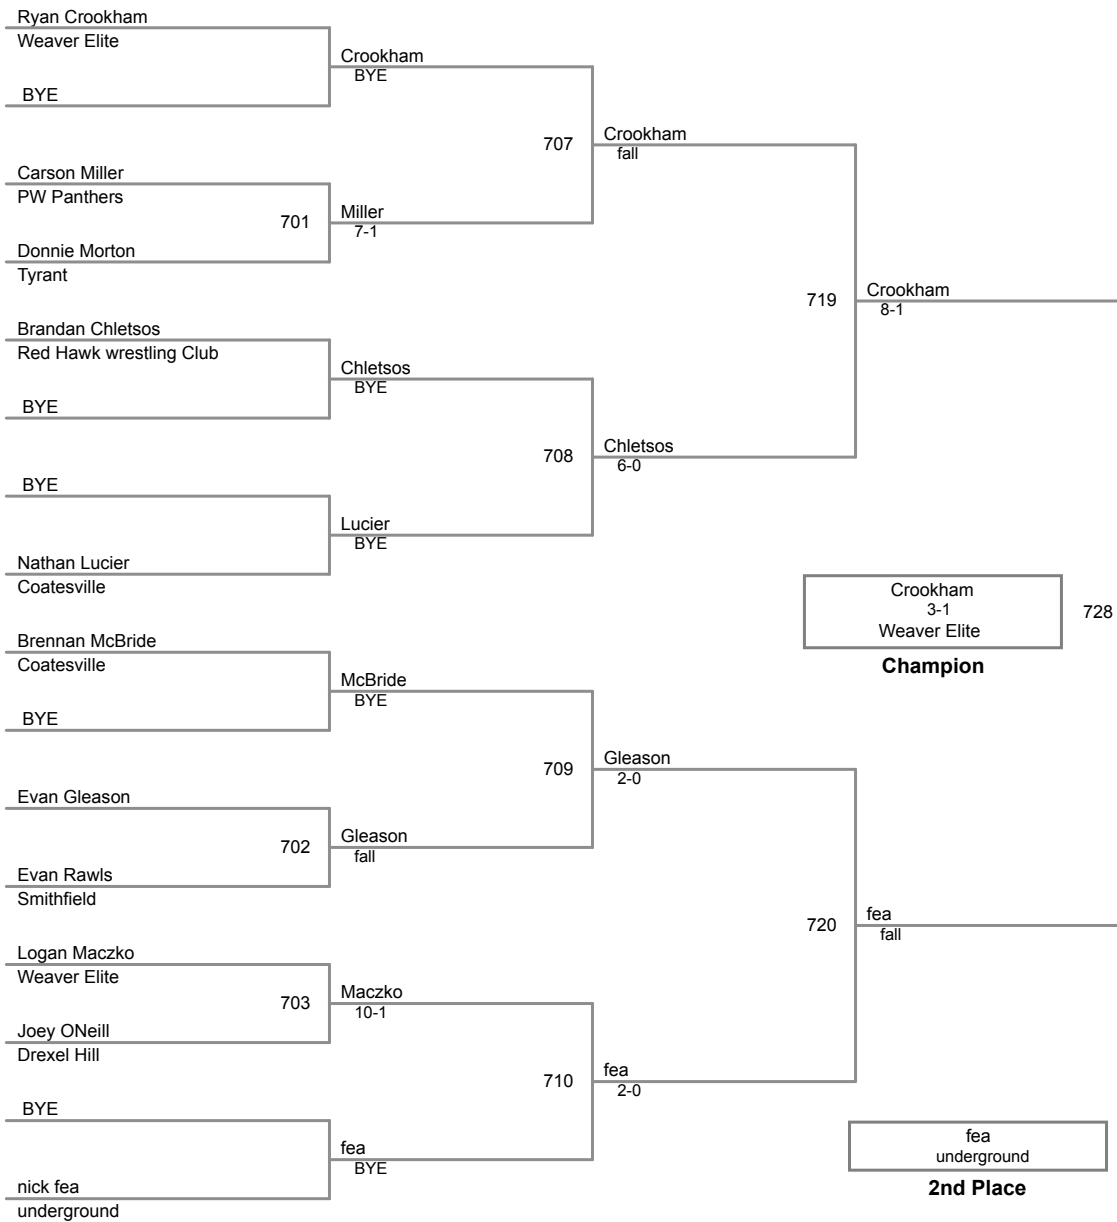 Ryan Crookham
Weaver Elite
Crookham
BYE
BYE
707
Crookham
fall
Carson Miller
PW Panthers
701
Miller
7-1
Donnie Morton
Tyrant
719
Crookham
8-1
Brandan Chletsos
Red Hawk wrestling Club
Chletsos
BYE
BYE
708
Chletsos
6-0
BYE
Lucier
BYE
Nathan Lucier
Coatesville
Crookham
3-1
Weaver Elite
728
Champion
Brennan McBride
Coatesville
McBride
BYE
BYE
709
Gleason
2-0
Evan Gleason
702
Gleason
fall
Evan Rawls
Smithfield
720
fea
fall
Logan Maczko
Weaver Elite
703
Maczko
10-1
Joey ONeill
Drexel Hill
710
fea
2-0
BYE
fea
BYE
nick fea
underground
fea
underground
2nd Place